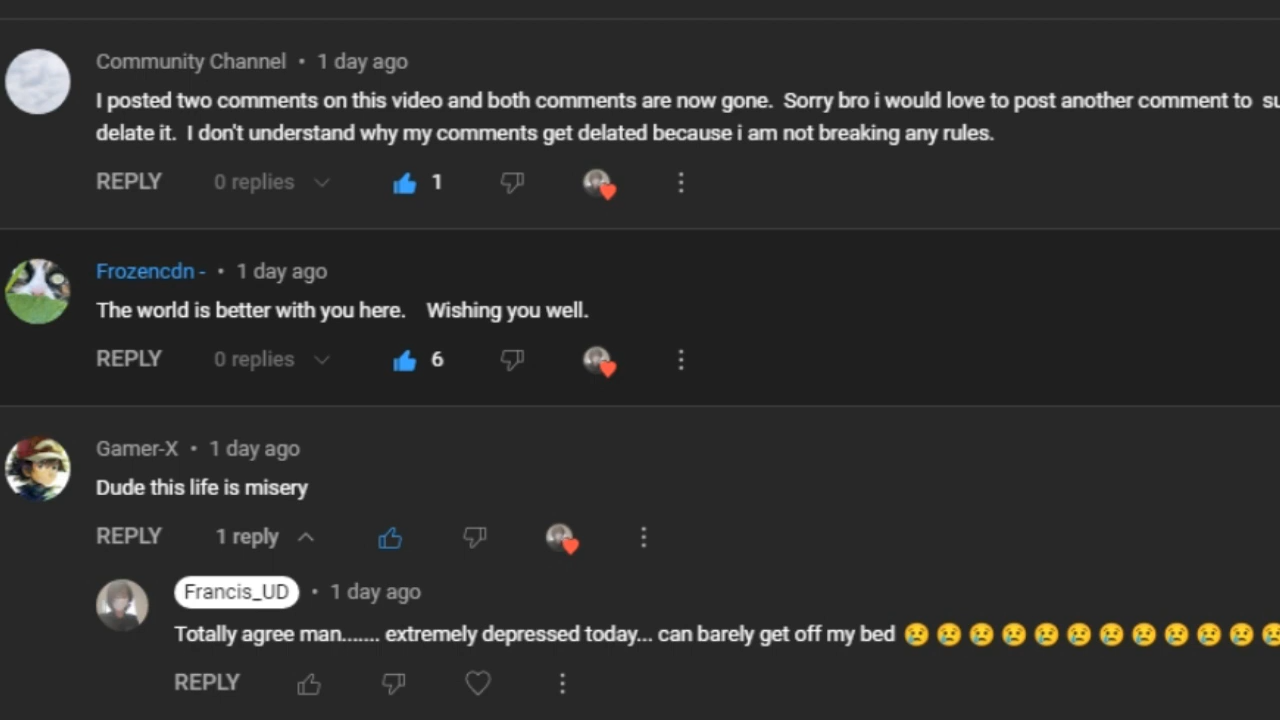 Community Channel • 1 day ago
I posted two comments on this video and both comments are now gone.  Sorry bro i would love to post another comment to
delate it.  I don't understand why my comments get delated because i am not breaking any rules.
REPLY 0 replies 1
Frozencdn - • 1 day ago
The world is better with you here.    Wishing you well.
REPLY 0 replies 6
Gamer-X • 1 day ago
Dude this life is misery
REPLY 1 reply
Francis_UD • 1 day ago
Totally agree man....... extremely depressed today... can barely get off my bed 😢😢😢😢😢😢😢😢😢😢😢😢
REPLY